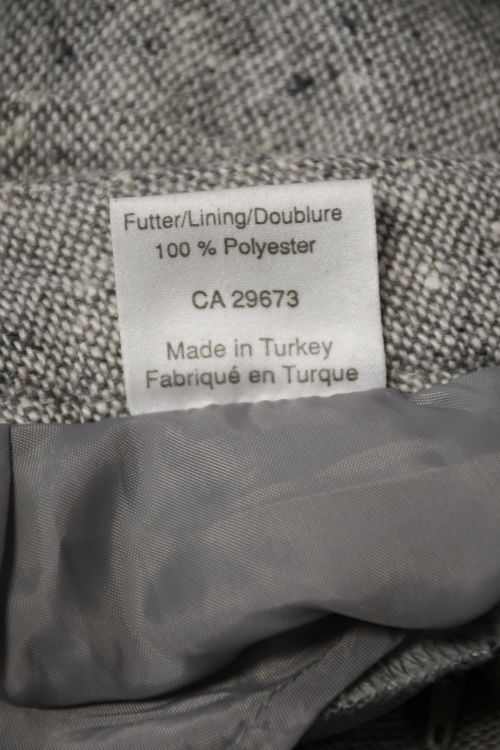 Futter/Lining/Doublure
100 % Polyester
CA 29673
Made in Turkey
Fabriqué en Turque